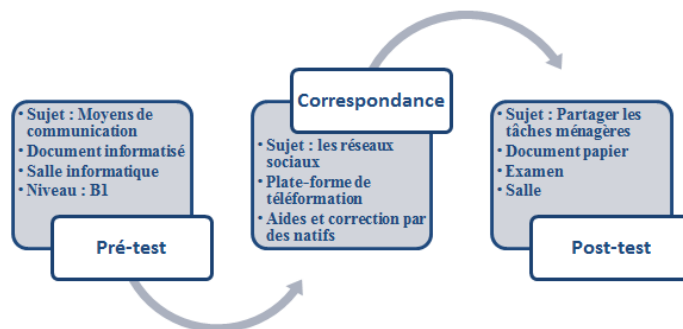 • Sujet : Moyens de
communication
• Document informatisé
• Salle informatique
• Niveau : B1
Pré-test
Correspondance
• Sujet : les réseaux
sociaux
• Plate-forme de
téléformation
• Aides et correction par
des natifs
• Sujet : Partager les
tâches ménagères
• Document papier
• Examen
• Salle
Post-test